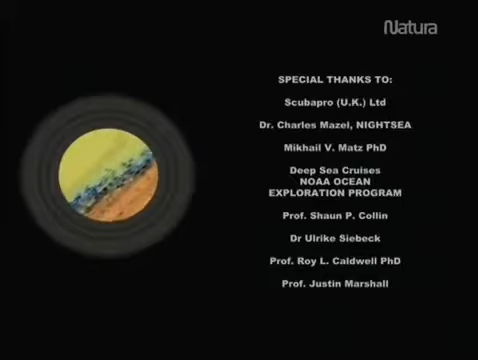 Natura
SPECIAL THANKS TO:
Scubapro (U.K.) Ltd
Dr. Charles Mazel, NIGHTSEA
Mikhail V. Matz PhD
Deep Sea Cruises
NOAA OCEAN
EXPLORATION PROGRAM
Prof. Shaun P. Collin
Dr Ulrike Siebeck
Prof. Roy L. Caldwell PhD
Prof. Justin Marshall